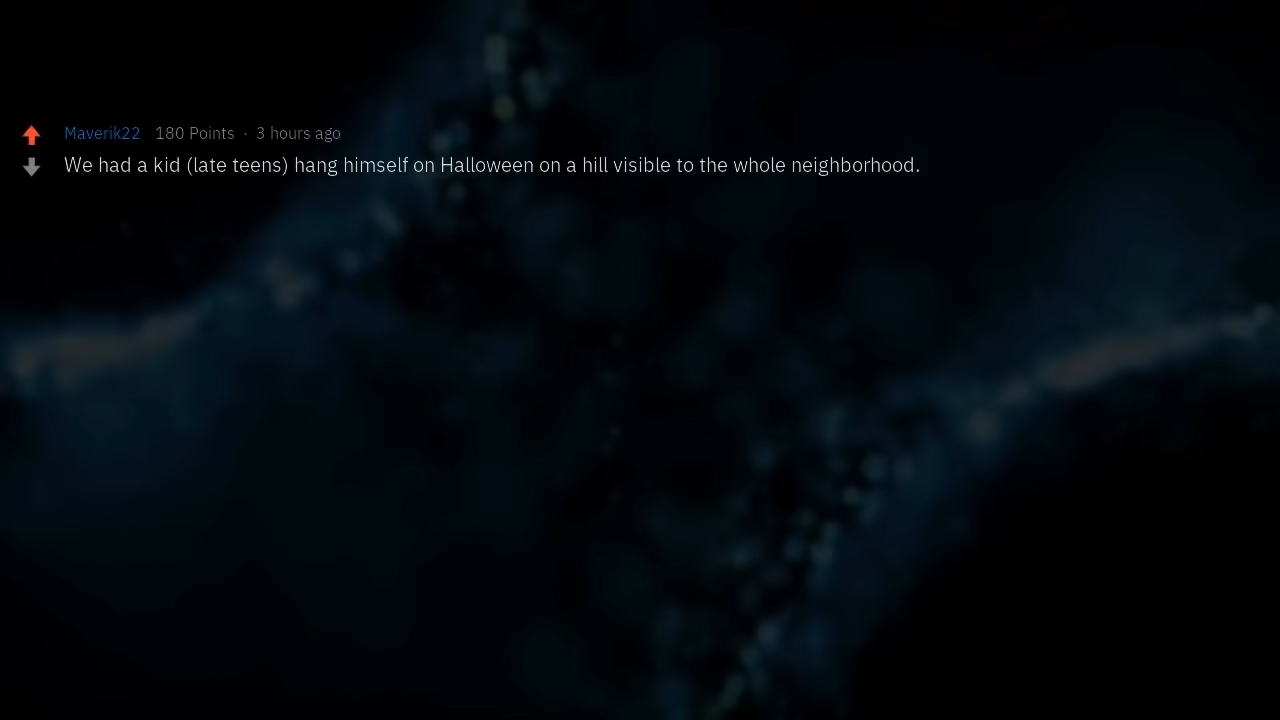 Maverik22 180 Points · 3 hours ago
We had a kid (late teens) hang himself on Halloween on a hill visible to the whole neighborhood.